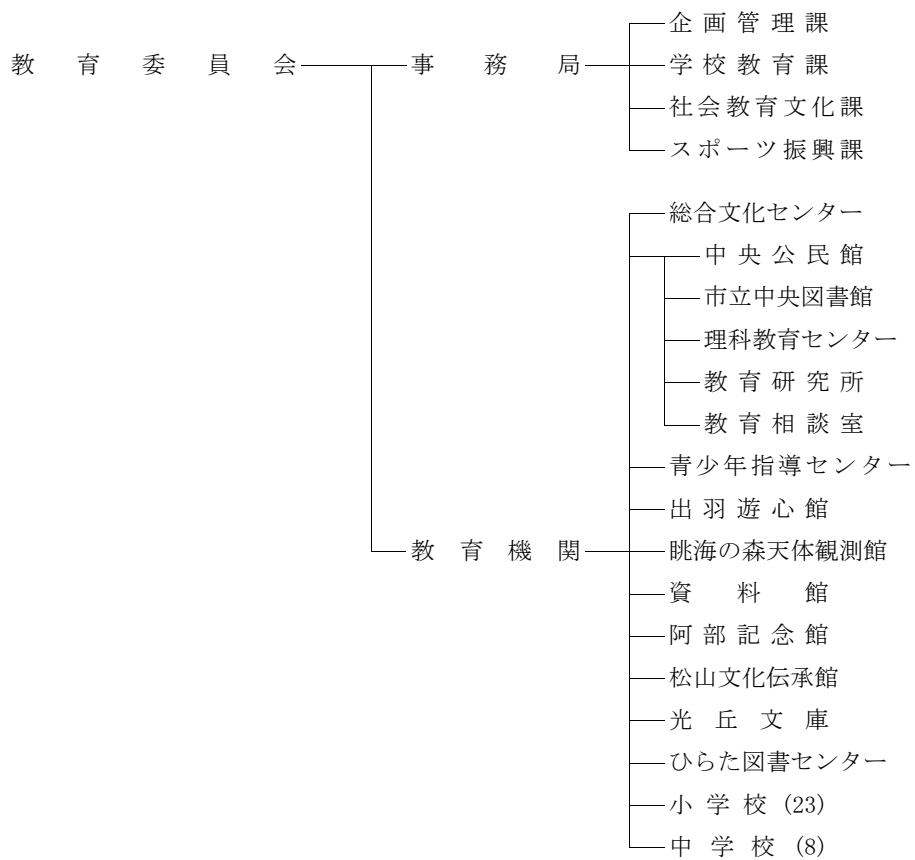 企画管理課
教育委員会 事務局 学校教育課
社会教育文化課
スポーツ振興課
総合文化センター
中央公民館
市立中央図書館
理科教育センター
教育研究所
教育相談室
青少年指導センター
出羽遊心館
教育機関 眺海の森天体観測館
資料館
阿部記念館
松山文化伝承館
光丘文庫
ひらた図書センター
小学校 (23)
中学校 (8)